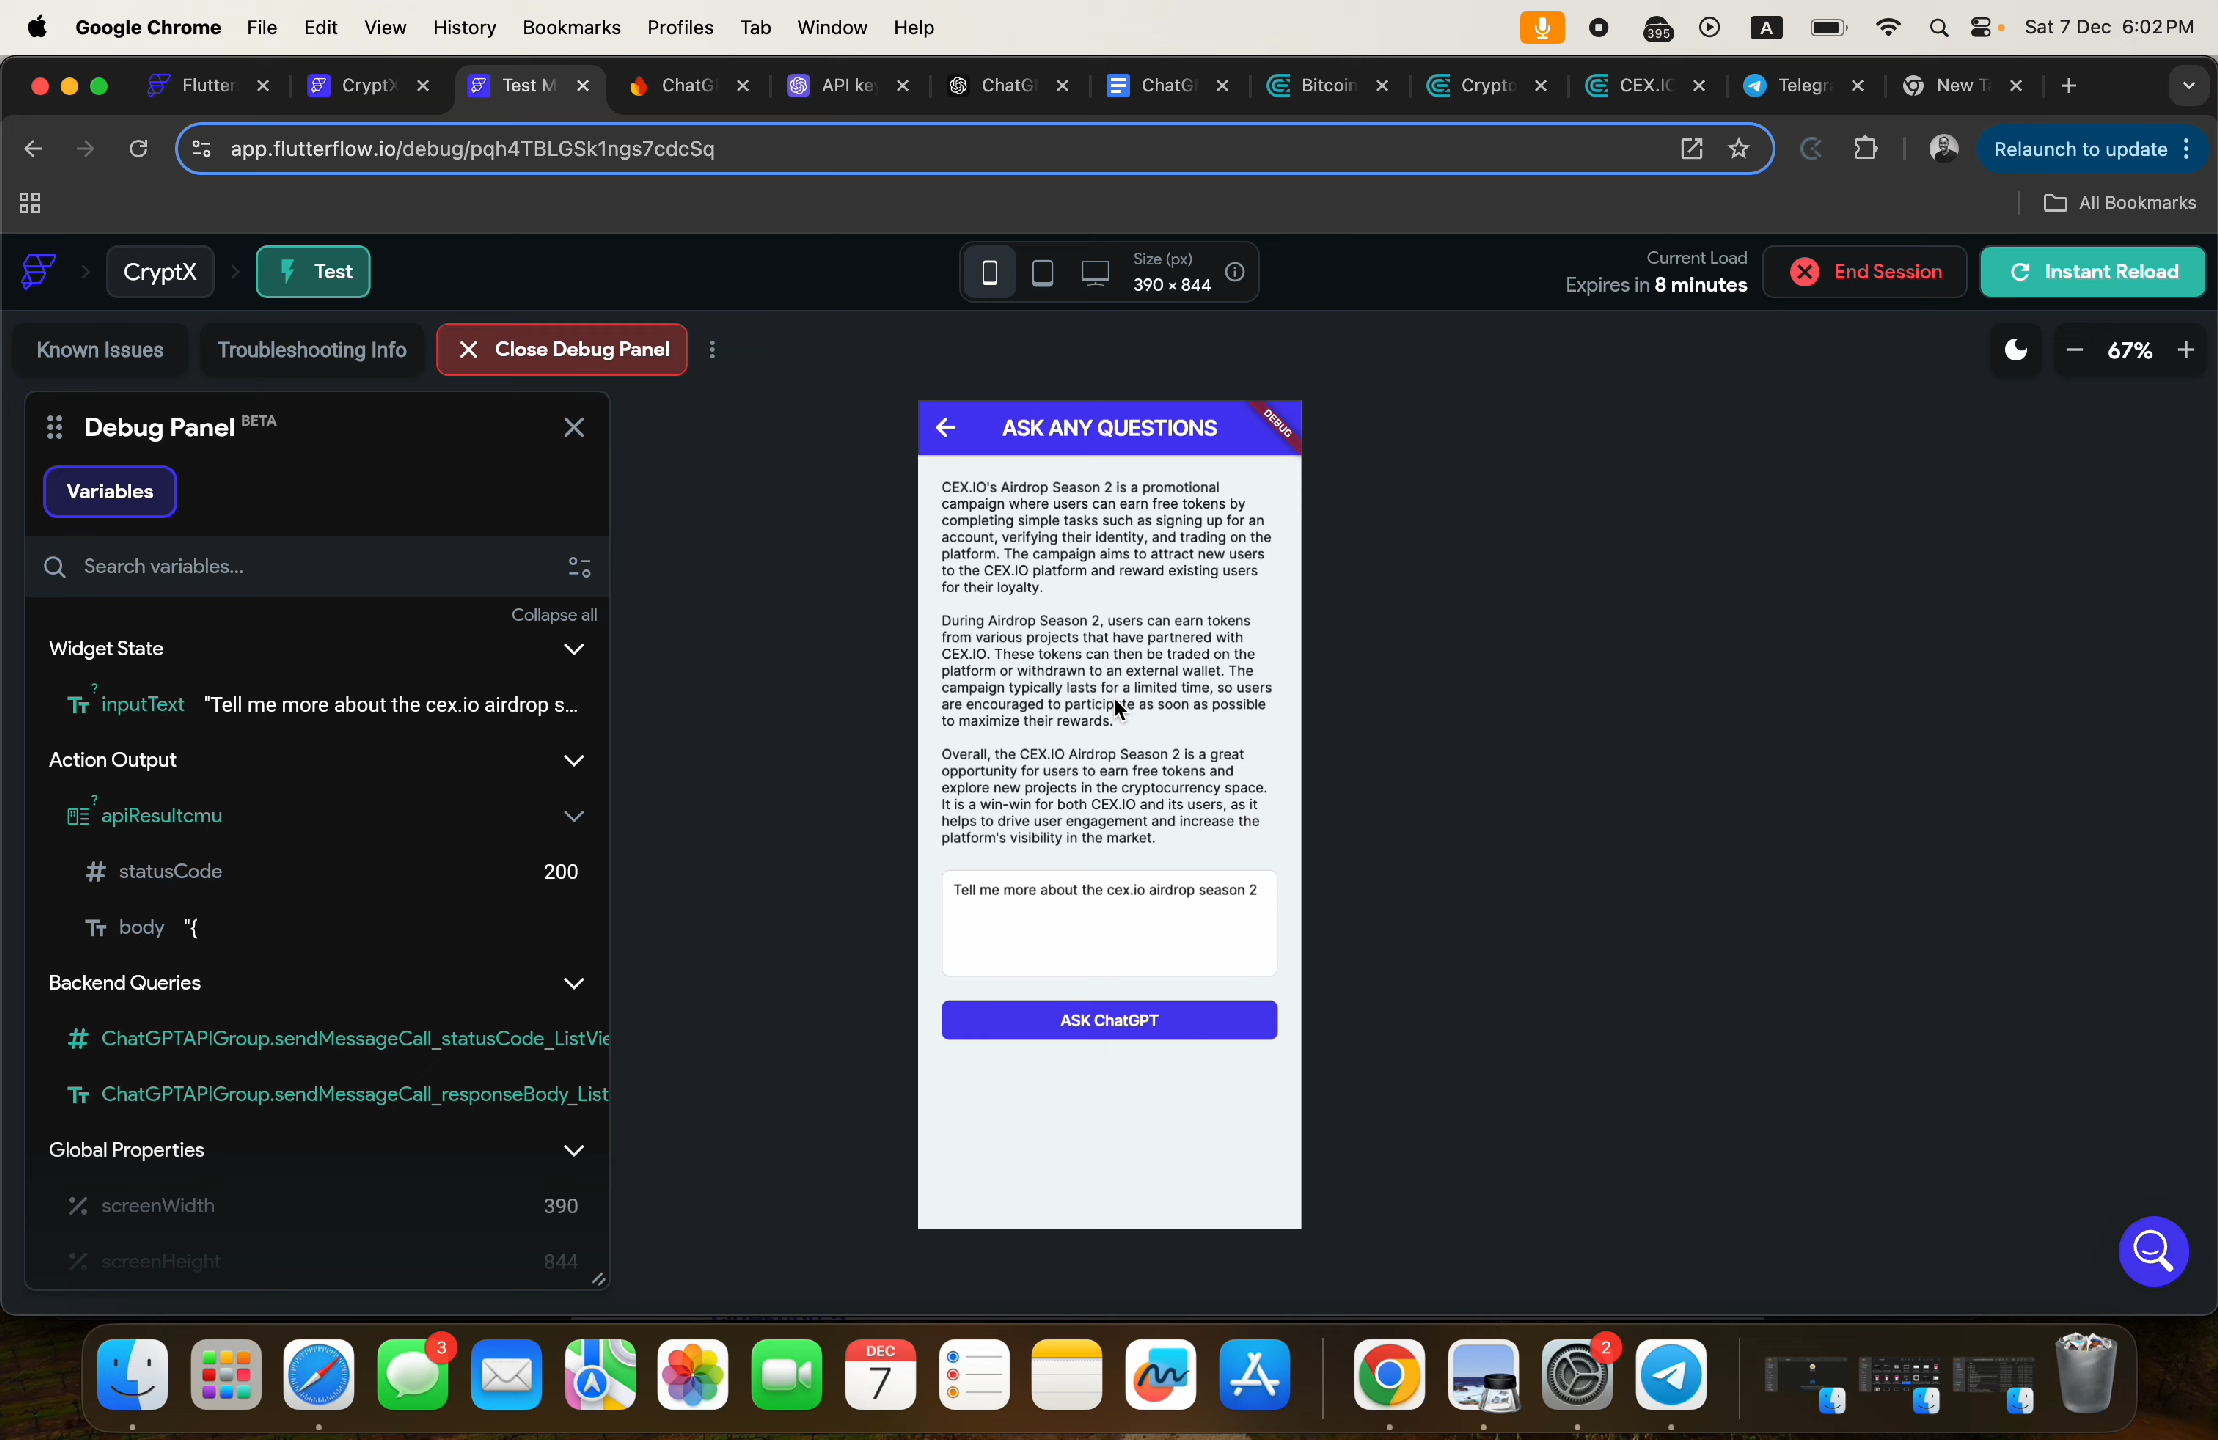 Google Chrome File Edit View History Bookmarks Profiles Tab Window Help 395 A Sat 7 Dec 6:02 PM
Flutter CryptX Test M ChatG API key ChatG ChatG Bitcoin Crypto CEX.IO Telegr New T
app.flutterflow.io/debug/pqh4TBLGSk1ngs7cdcSq Relaunch to update
All Bookmarks
CryptX Test Size (px) 390 × 844 Current Load Expires in 8 minutes End Session Instant Reload
Known Issues Troubleshooting Info Close Debug Panel 67%
Debug Panel BETA
Variables
Search variables...
Collapse all
Widget State
? inputText "Tell me more about the cex.io airdrop s...
Action Output
? apiResultcmu
# statusCode 200
Tt body "{
Backend Queries
# ChatGPTAPIGroup.sendMessageCall_statusCode_ListVie
Tt ChatGPTAPIGroup.sendMessageCall_responseBody_List
Global Properties
screenWidth 390
screenHeight 844
ASK ANY QUESTIONS
DEBUG
CEX.IO's Airdrop Season 2 is a promotional
campaign where users can earn free tokens by
completing simple tasks such as signing up for an
account, verifying their identity, and trading on the
platform. The campaign aims to attract new users
to the CEX.IO platform and reward existing users
for their loyalty.
During Airdrop Season 2, users can earn tokens
from various projects that have partnered with
CEX.IO. These tokens can then be traded on the
platform or withdrawn to an external wallet. The
campaign typically lasts for a limited time, so users
are encouraged to participate as soon as possible
to maximize their rewards.
Overall, the CEX.IO Airdrop Season 2 is a great
opportunity for users to earn free tokens and
explore new projects in the cryptocurrency space.
It is a win-win for both CEX.IO and its users, as it
helps to drive user engagement and increase the
platform's visibility in the market.
Tell me more about the cex.io airdrop season 2
ASK ChatGPT
3
DEC
7
2